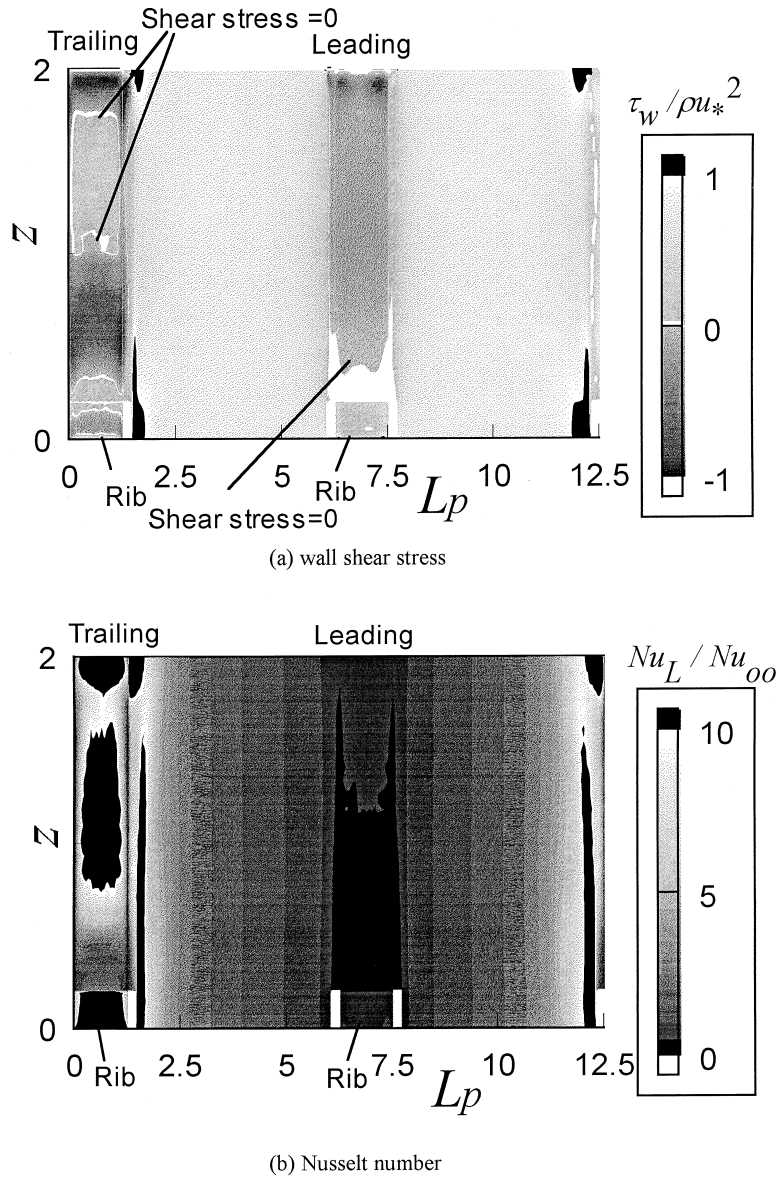 Shear stress =0
Trailing
Leading
2
z
0
0
2.5
5
7.5
10
12.5
Rib
Rib
Lp
Shear stress=0
τw /ρu*2
1
0
-1
(a) wall shear stress
Trailing
Leading
2
z
0
0
2.5
5
7.5
10
12.5
Rib
Rib
Lp
NuL / Nuoo
10
5
0
(b) Nusselt number